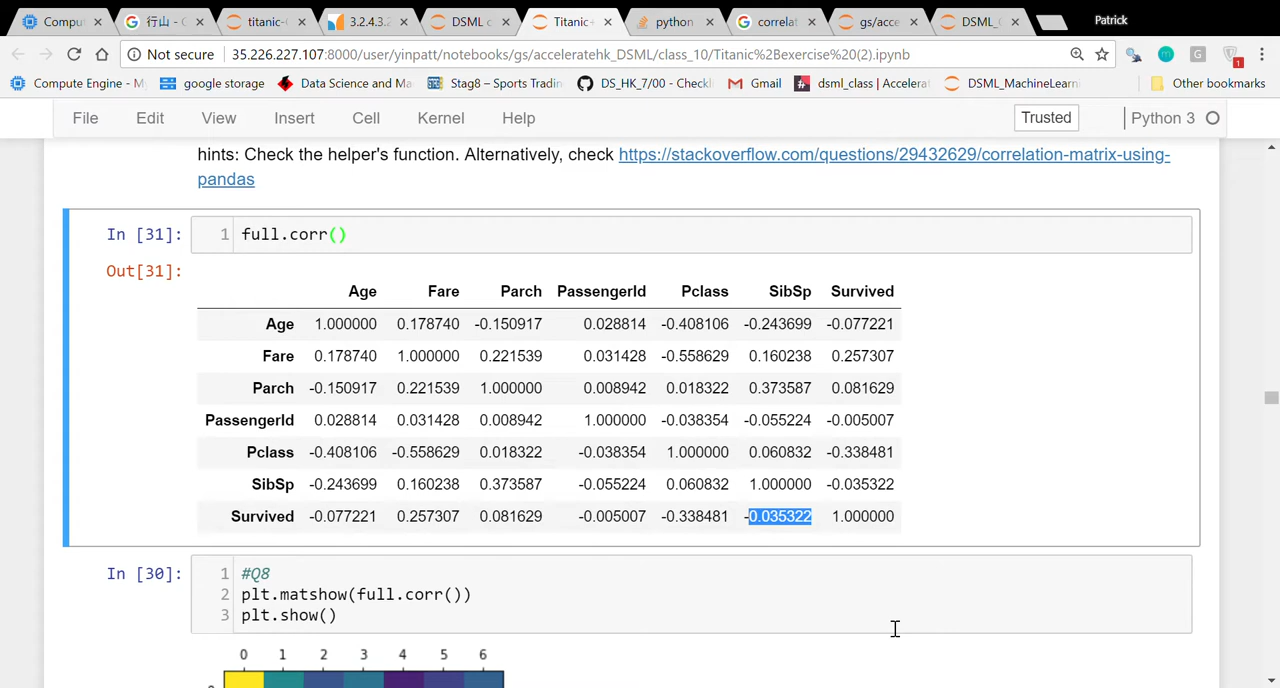 Comput
行山 - G
titanic-
3.2.4.3.
DSML c
Titanic+
python
correlat
gs/acce
DSML_
Patrick
Not secure 35.226.227.107:8000/user/yinpatt/notebooks/gs/acceleratehk_DSML/class_10/Titanic%2Bexercise%20(2).ipynb
Compute Engine - M
google storage
Data Science and Ma
Stag8 – Sports Tradin
DS_HK_7/00 - Checkl
Gmail
dsml_class | Accelera
DSML_MachineLearni
Other bookmarks
File Edit View Insert Cell Kernel Help Trusted Python 3
hints: Check the helper's function. Alternatively, check https://stackoverflow.com/questions/29432629/correlation-matrix-using-
pandas
In [31]: 1 full.corr()
Out[31]:
Age Fare Parch PassengerId Pclass SibSp Survived
Age 1.000000 0.178740 -0.150917 0.028814 -0.408106 -0.243699 -0.077221
Fare 0.178740 1.000000 0.221539 0.031428 -0.558629 0.160238 0.257307
Parch -0.150917 0.221539 1.000000 0.008942 0.018322 0.373587 0.081629
PassengerId 0.028814 0.031428 0.008942 1.000000 -0.038354 -0.055224 -0.005007
Pclass -0.408106 -0.558629 0.018322 -0.038354 1.000000 0.060832 -0.338481
SibSp -0.243699 0.160238 0.373587 -0.055224 0.060832 1.000000 -0.035322
Survived -0.077221 0.257307 0.081629 -0.005007 -0.338481 -0.035322 1.000000
In [30]: 1 #Q8
2 plt.matshow(full.corr())
3 plt.show()
0 1 2 3 4 5 6